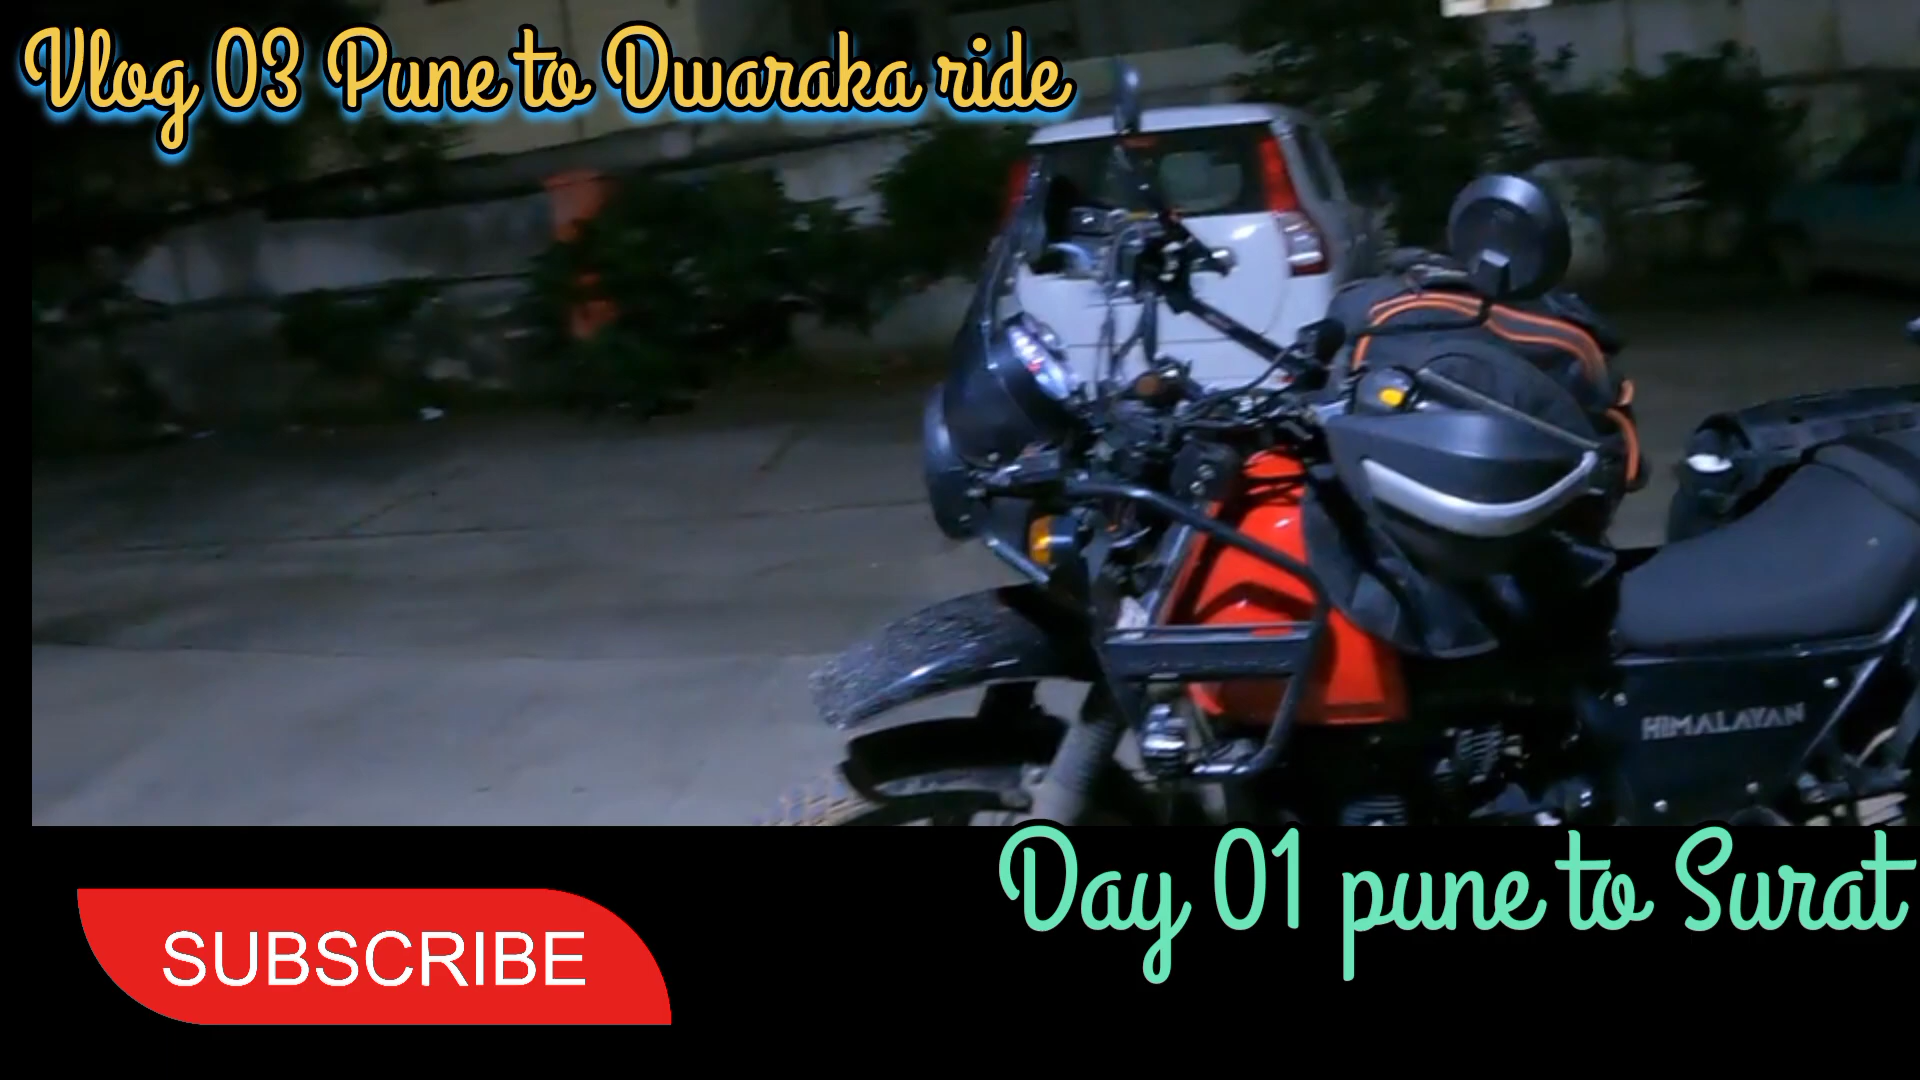 Vlog 03 Pune to Dwaraka ride
HIMALAYAN
Day 01 pune to Surat
SUBSCRIBE